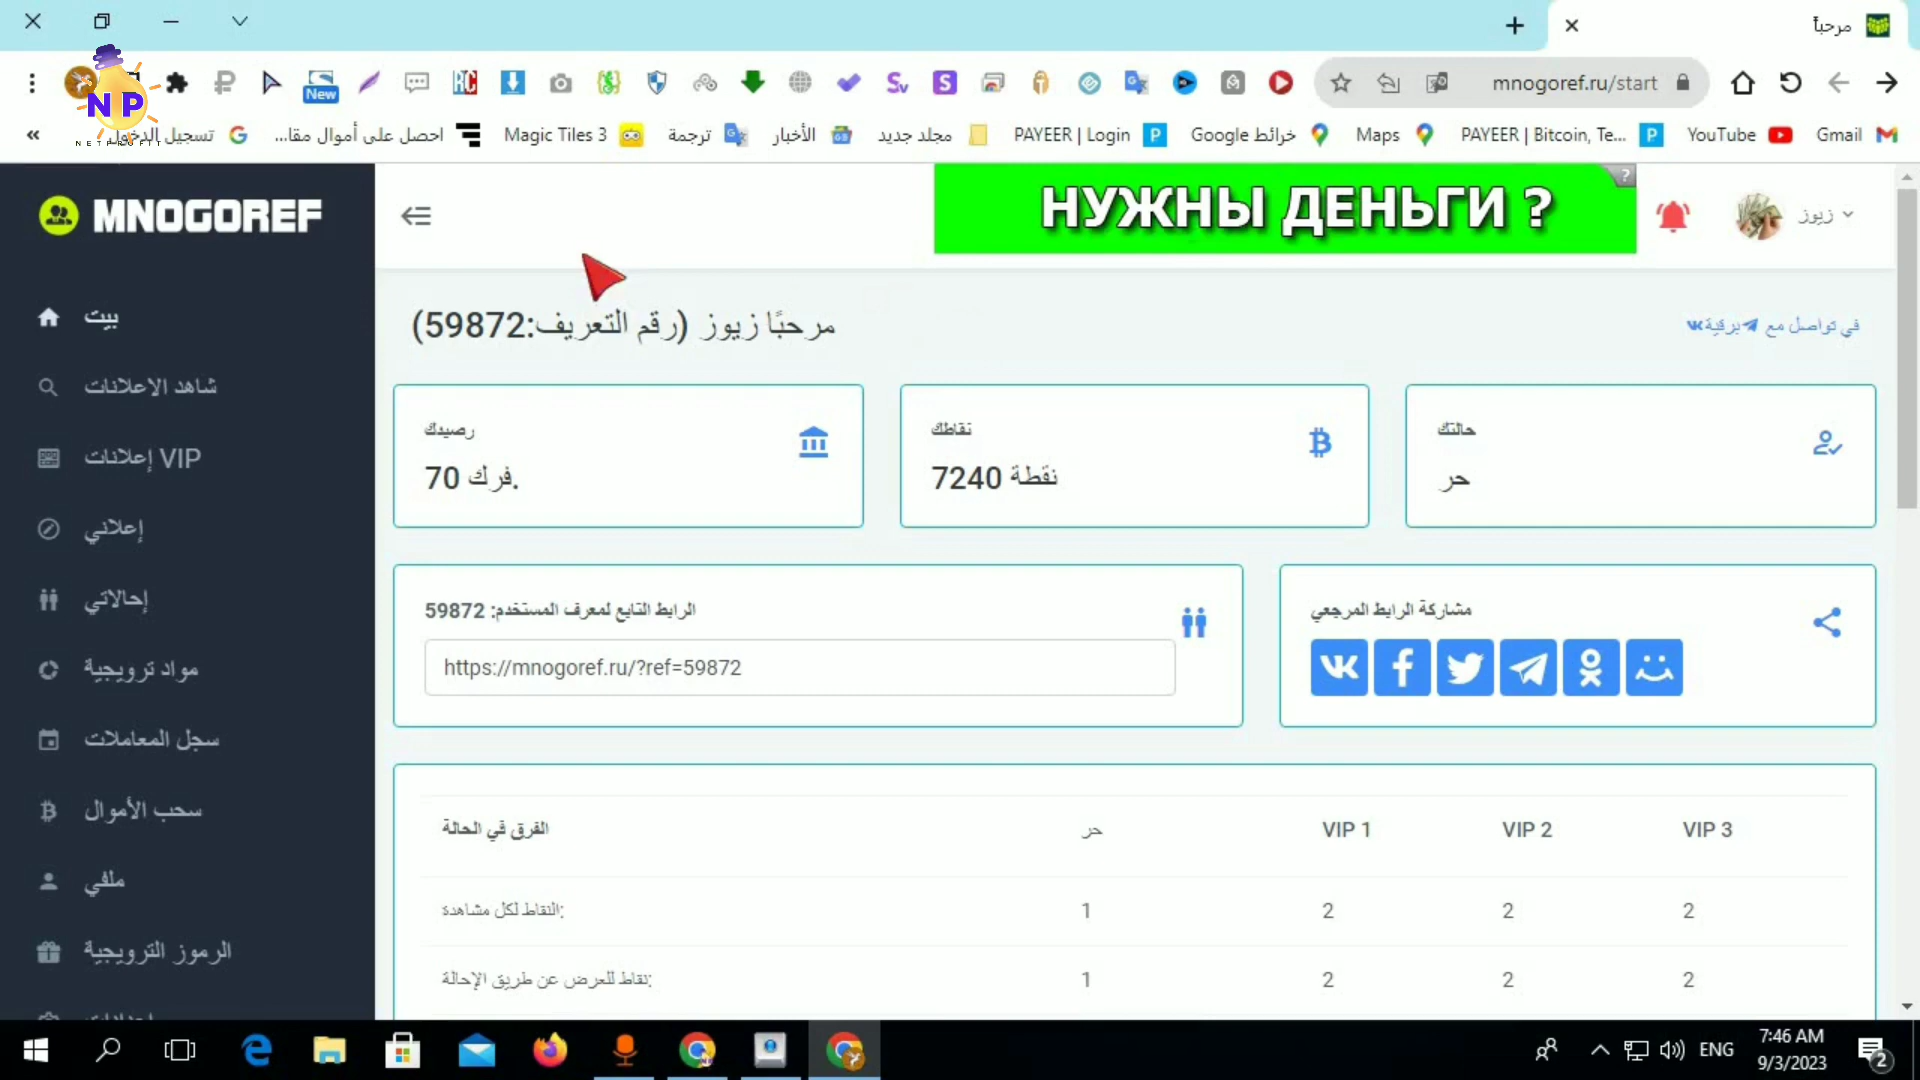 مرحباً
New
mnogoref.ru/start
NP
NETPROFIT
تسجيل الدخول
احصل على أموال مقا...
Magic Tiles 3
ترجمة
الأخبار
مجلد جديد
PAYEER | Login
خرائط Google
Maps
PAYEER | Bitcoin, Te...
YouTube
Gmail
MNOGOREF
НУЖНЫ ДЕНЬГИ ?
زيوز
بيت
شاهد الاعلانات
إعلانات VIP
إعلاني
إحالاتي
مواد ترويجية
سجل المعاملات
سحب الأموال
ملفي
الرموز الترويجية
مرحبًا زيوز (رقم التعريف:59872)
في تواصل مع برقية
رصيدك
70 فرك.
نقاطك
7240 نقطة
حالتك
حر
الرابط التابع لمعرف المستخدم: 59872
https://mnogoref.ru/?ref=59872
مشاركة الرابط المرجعي
الفرق في الحالة حر VIP 1 VIP 2 VIP 3
النقاط لكل مشاهدة: 1 2 2 2
نقاط للعرض عن طريق الإحالة: 1 2 2 2
ENG
7:46 AM
9/3/2023
2